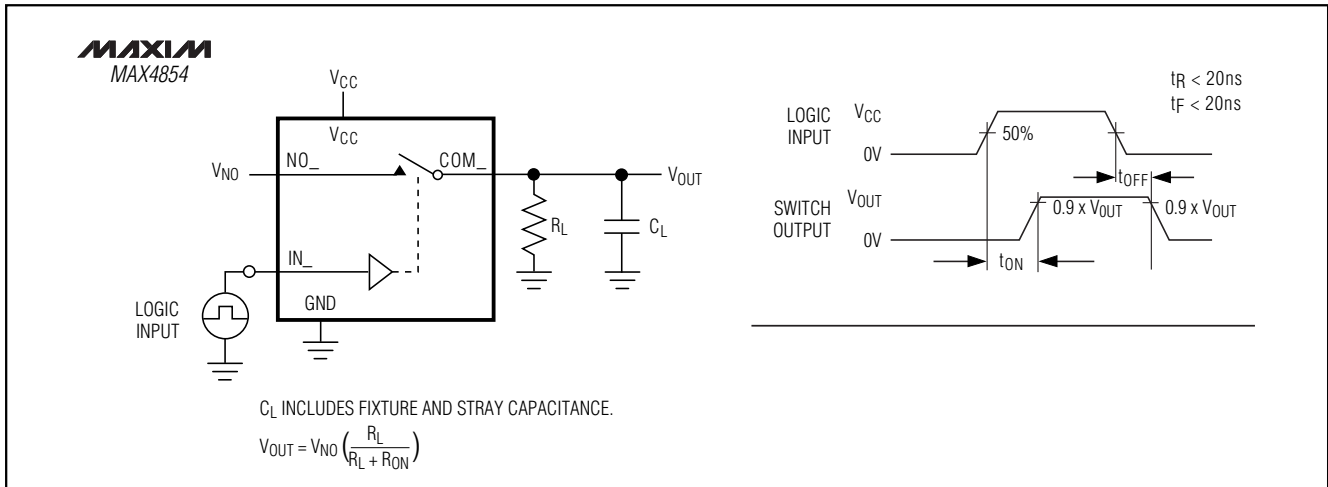 MAXIM
MAX4854
VCC
VCC
VNO
NO_
COM_
VOUT
RL
CL
IN_
GND
LOGIC
INPUT
CL INCLUDES FIXTURE AND STRAY CAPACITANCE.
VOUT = VNO (RL / RL + RON)
tR < 20ns
tF < 20ns
LOGIC
INPUT
VCC
50%
0V
tOFF
SWITCH
OUTPUT
VOUT
0.9 x VOUT
0.9 x VOUT
0V
tON